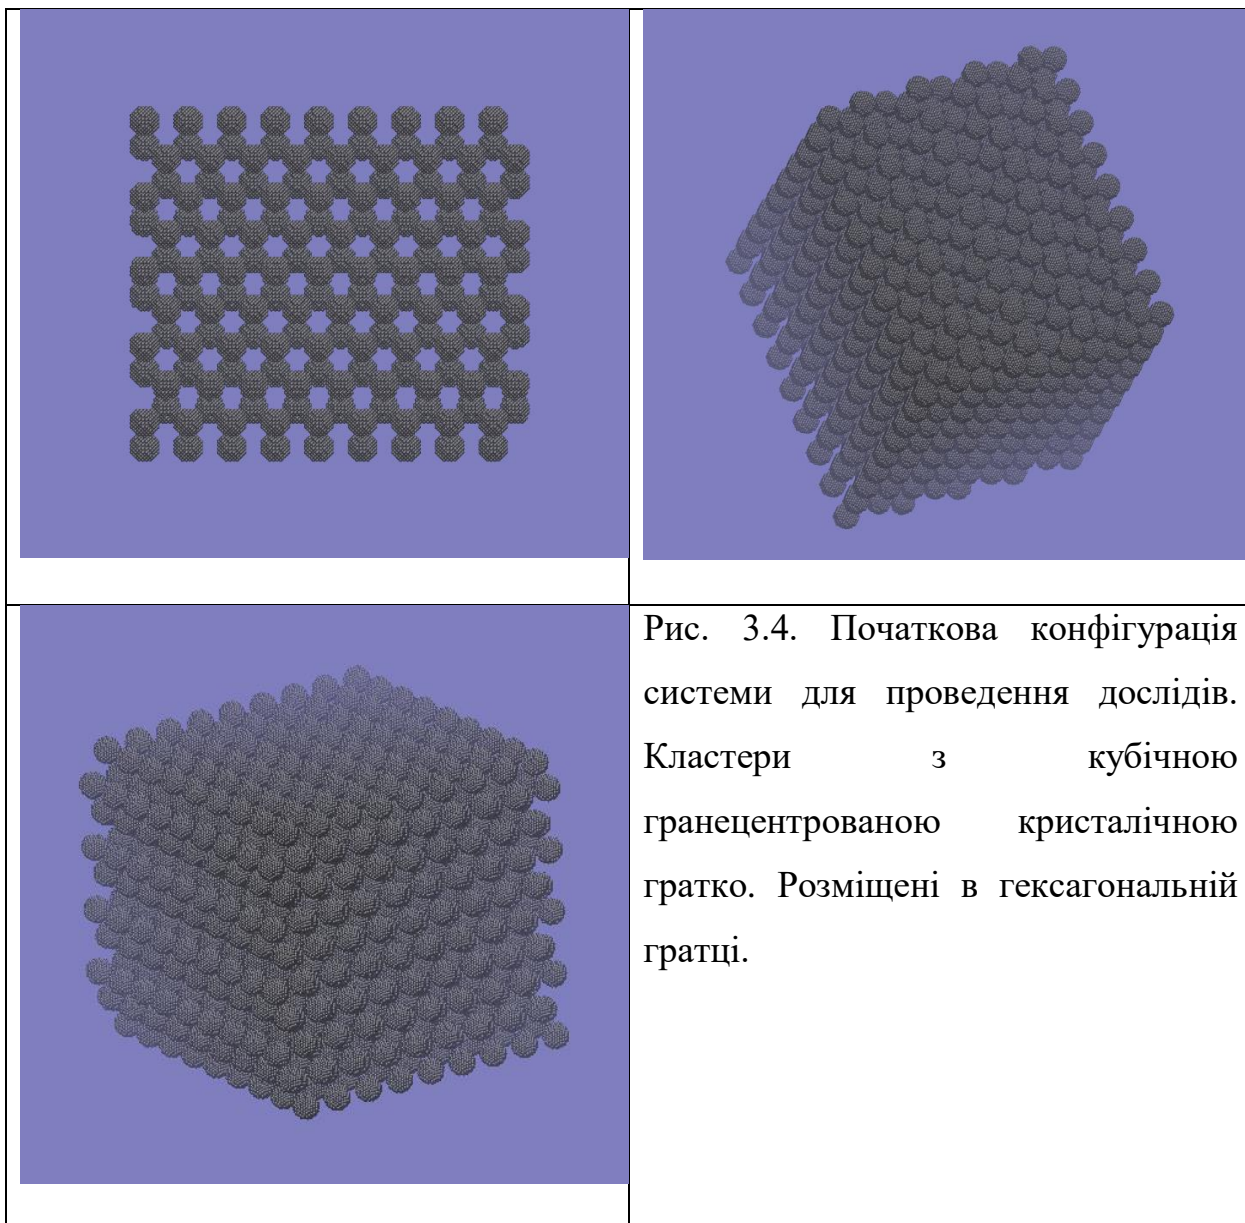 Рис. 3.4. Початкова конфігурація
системи для проведення дослідів.
Кластери з кубічною
гранецентрованою кристалічною
гратко. Розміщені в гексагональній
гратці.